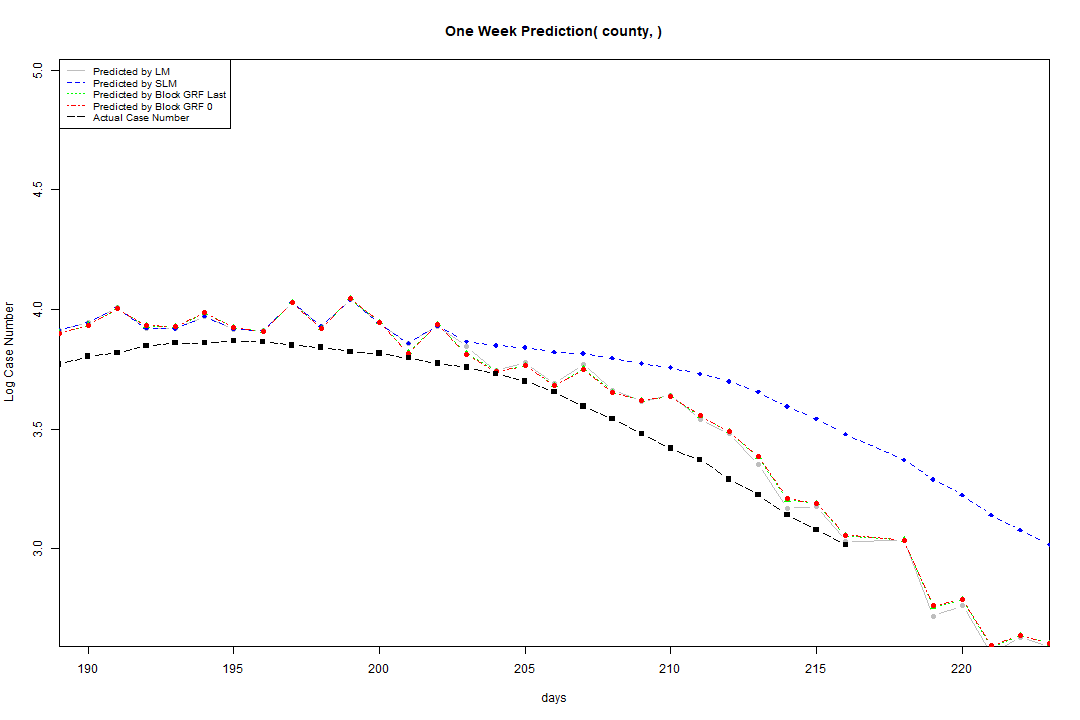 One Week Prediction( county, )
Predicted by LM
Predicted by SLM
Predicted by Block GRF Last
Predicted by Block GRF 0
Actual Case Number
5.0
4.5
4.0
3.5
3.0
Log Case Number
190 195 200 205 210 215 220
days